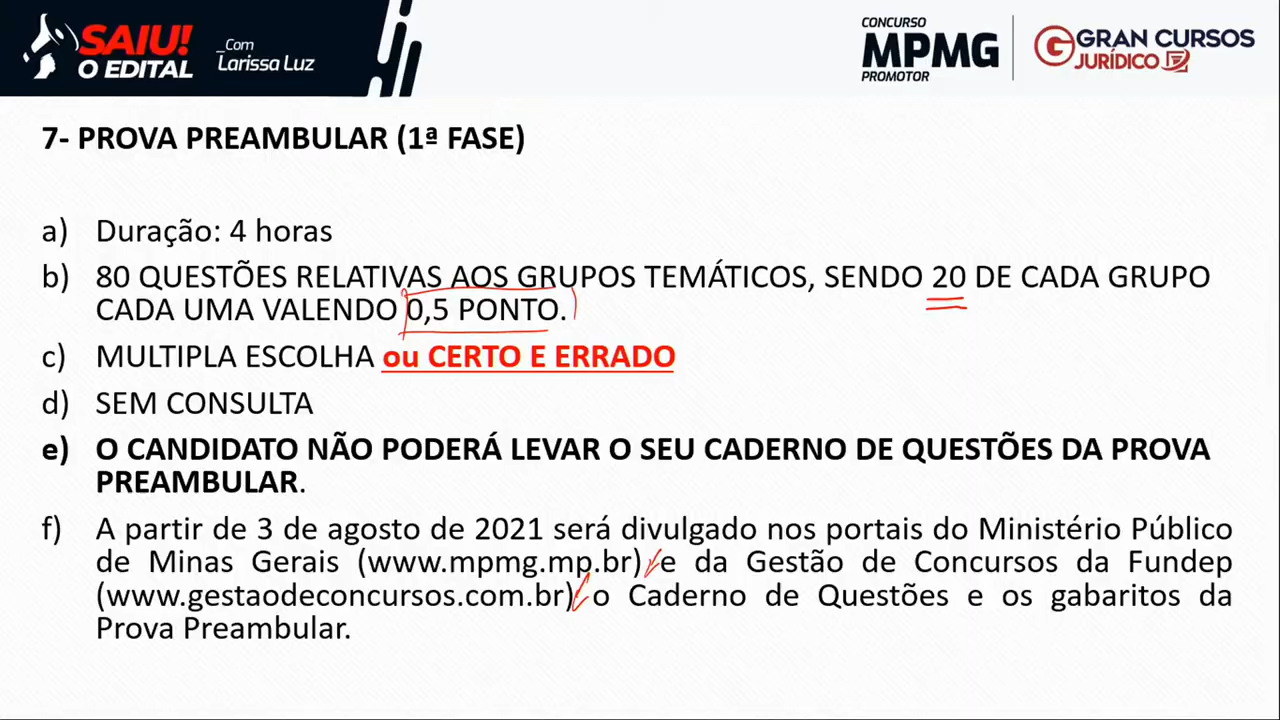 SAIU!
O EDITAL
_Com
Larissa Luz
CONCURSO
MPMG
PROMOTOR
GRAN CURSOS
JURÍDICO
7- PROVA PREAMBULAR (1ª FASE)
a) Duração: 4 horas
b) 80 QUESTÕES RELATIVAS AOS GRUPOS TEMÁTICOS, SENDO 20 DE CADA GRUPO
CADA UMA VALENDO 0,5 PONTO.
c) MULTIPLA ESCOLHA ou CERTO E ERRADO
d) SEM CONSULTA
e) O CANDIDATO NÃO PODERÁ LEVAR O SEU CADERNO DE QUESTÕES DA PROVA
PREAMBULAR.
f) A partir de 3 de agosto de 2021 será divulgado nos portais do Ministério Público
de Minas Gerais (www.mpmg.mp.br) e da Gestão de Concursos da Fundep
(www.gestaodeconcursos.com.br) o Caderno de Questões e os gabaritos da
Prova Preambular.